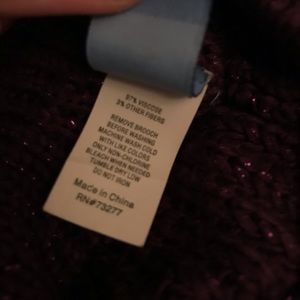 97% VISCOSE
3% OTHER FIBERS
REMOVE BROOCH
BEFORE WASHING
MACHINE WASH COLD
WITH LIKE COLORS
ONLY NON-CHLORINE
BLEACH WHEN NEEDED
TUMBLE DRY LOW
DO NOT IRON
Made in China
RN#73277